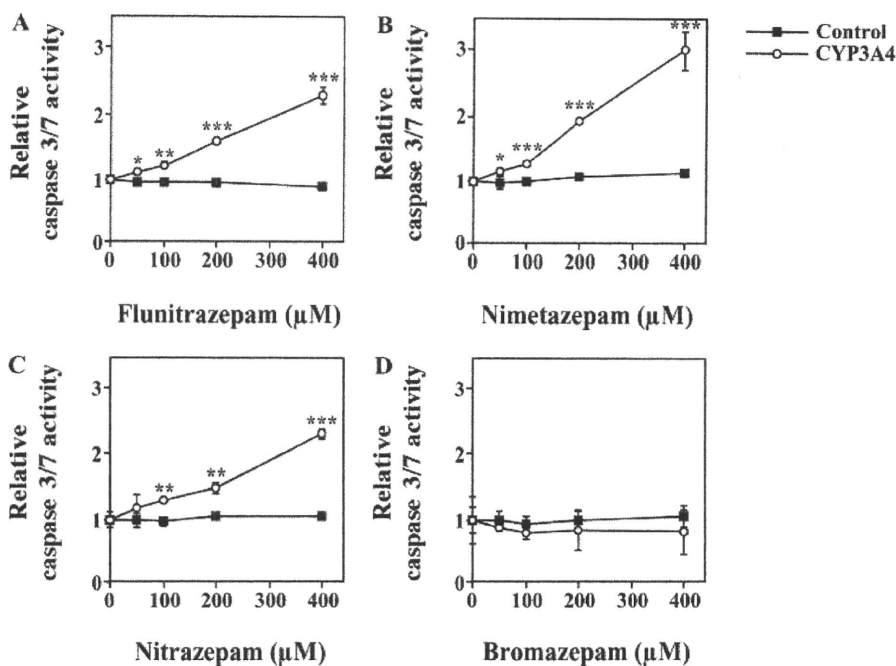 A
Relative
caspase 3/7 activity
3
2
1
0
*
**
***
***
0 100 200 300 400
Flunitrazepam (µM)
B
Relative
caspase 3/7 activity
3
2
1
0
*
***
***
***
0 100 200 300 400
Nimetazepam (µM)
Control
CYP3A4
C
Relative
caspase 3/7 activity
3
2
1
0
**
**
***
0 100 200 300 400
Nitrazepam (µM)
D
Relative
caspase 3/7 activity
3
2
1
0
0 100 200 300 400
Bromazepam (µM)